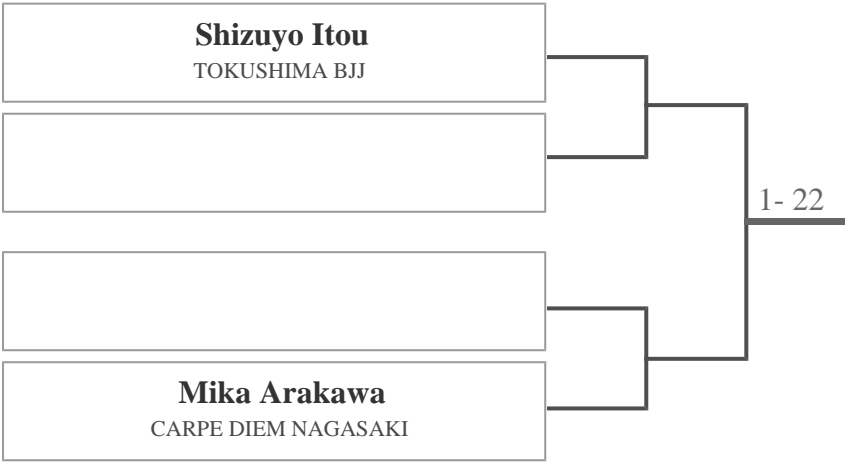 Shizuyo Itou
TOKUSHIMA BJJ
1- 22
Mika Arakawa
CARPE DIEM NAGASAKI